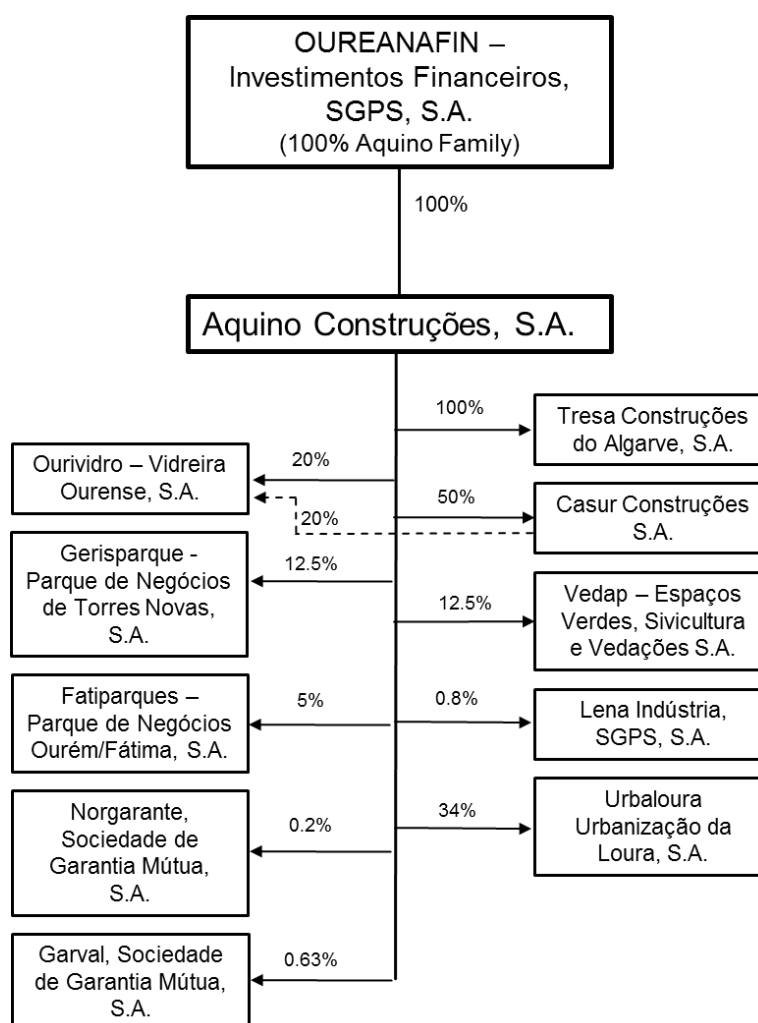 OUREANAFIN –
Investimentos Financeiros,
SGPS, S.A.
(100% Aquino Family)
100%
Aquino Construções, S.A.
100%
Tresa Construções
do Algarve, S.A.
Ourividro – Vidreira
Ourense, S.A.
20%
50%
Casur Construções
S.A.
20%
Gerisparque -
Parque de Negócios
de Torres Novas,
S.A.
12.5%
12.5%
Vedap – Espaços
Verdes, Sivicultura
e Vedações S.A.
Fatiparques –
Parque de Negócios
Ourém/Fátima, S.A.
5%
0.8%
Lena Indústria,
SGPS, S.A.
Norgarante,
Sociedade de
Garantia Mútua,
S.A.
0.2%
34%
Urbaloura
Urbanização da
Loura, S.A.
Garval, Sociedade
de Garantia Mútua,
S.A.
0.63%